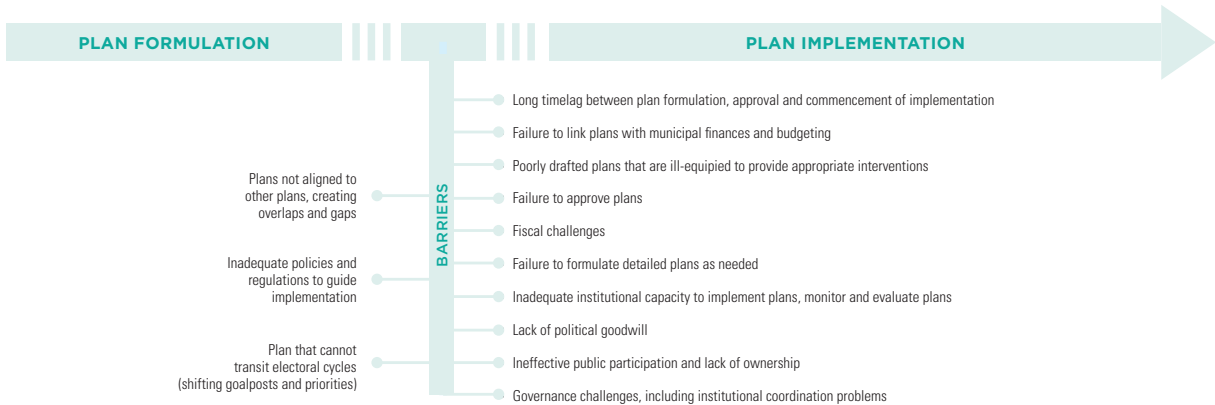 PLAN FORMULATION
PLAN IMPLEMENTATION
BARRIERS
Plans not aligned to
other plans, creating
overlaps and gaps
Inadequate policies and
regulations to guide
implementation
Plan that cannot
transit electoral cycles
(shifting goalposts and priorities)
Long timelag between plan formulation, approval and commencement of implementation
Failure to link plans with municipal finances and budgeting
Poorly drafted plans that are ill-equipied to provide appropriate interventions
Failure to approve plans
Fiscal challenges
Failure to formulate detailed plans as needed
Inadequate institutional capacity to implement plans, monitor and evaluate plans
Lack of political goodwill
Ineffective public participation and lack of ownership
Governance challenges, including institutional coordination problems